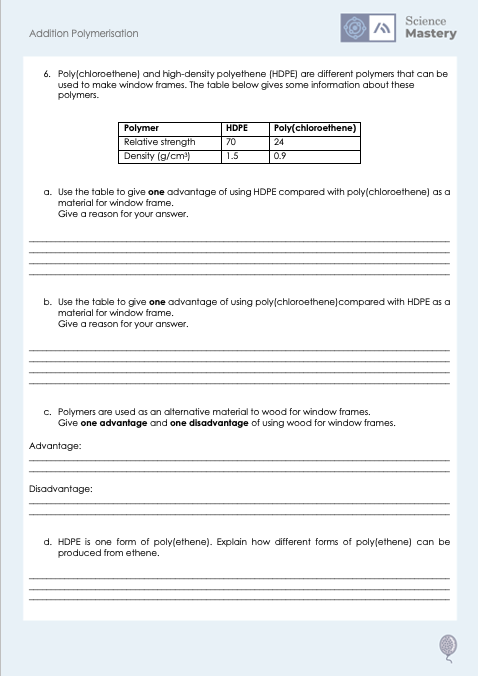 Addition Polymerisation
Science
Mastery
6. Poly(chloroethene) and high-density polyethene (HDPE) are different polymers that can be
used to make window frames. The table below gives some information about these
polymers.
Polymer HDPE Poly(chloroethene)
Relative strength 70 24
Density (g/cm³) 1.5 0.9
a. Use the table to give one advantage of using HDPE compared with poly(chloroethene) as a
material for window frame.
Give a reason for your answer.
b. Use the table to give one advantage of using poly(chloroethene)compared with HDPE as a
material for window frame.
Give a reason for your answer.
c. Polymers are used as an alternative material to wood for window frames.
Give one advantage and one disadvantage of using wood for window frames.
Advantage:
Disadvantage:
d. HDPE is one form of poly(ethene). Explain how different forms of poly(ethene) can be
produced from ethene.